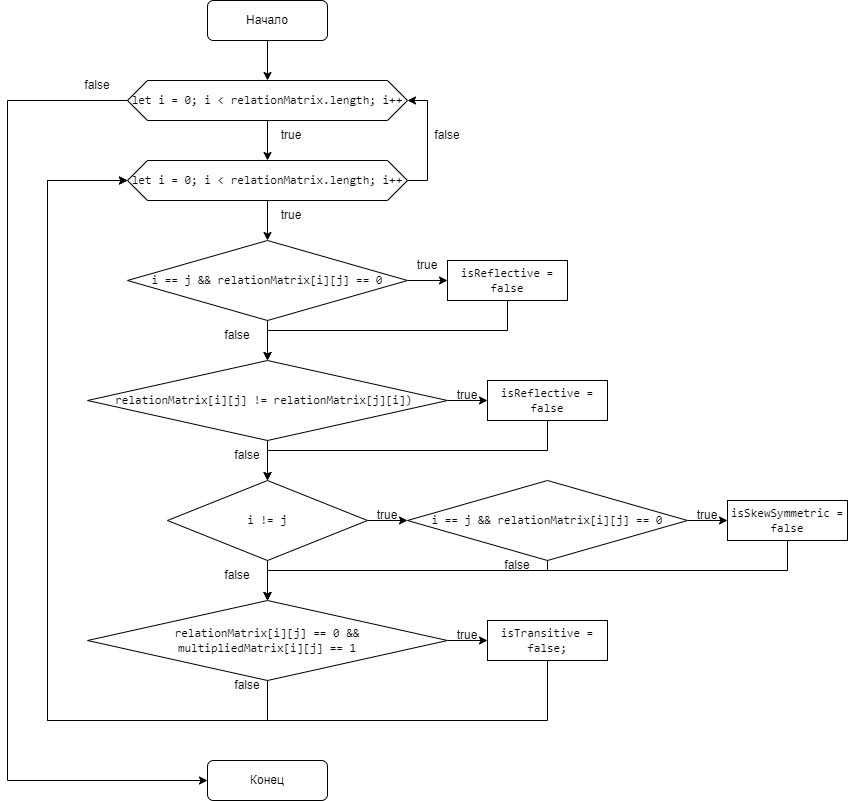 Начало
false
let i = 0; i < relationMatrix.length; i++
true
false
let i = 0; i < relationMatrix.length; i++
true
i == j && relationMatrix[i][j] == 0
true
isReflective =
false
false
relationMatrix[i][j] != relationMatrix[j][i])
true
isReflective =
false
false
i != j
true
i == j && relationMatrix[i][j] == 0
true
isSkewSymmetric =
false
false
false
relationMatrix[i][j] == 0 &&
multipliedMatrix[i][j] == 1
true
isTransitive =
false;
false
Конец